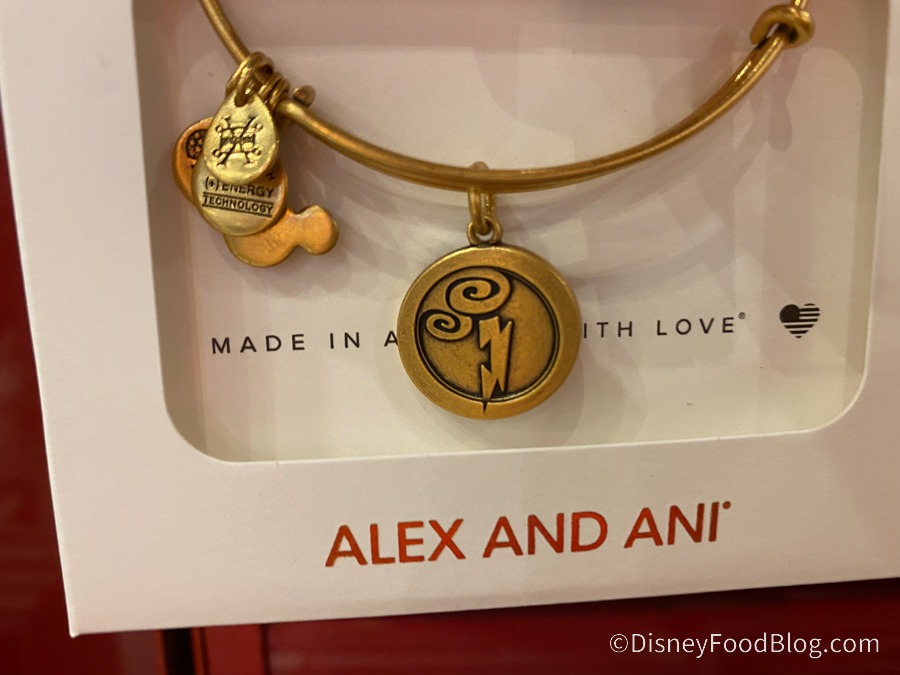 (+) ENERGY
TECHNOLOGY
MADE IN A ITH LOVE®
ALEX AND ANI®
©DisneyFoodBlog.com